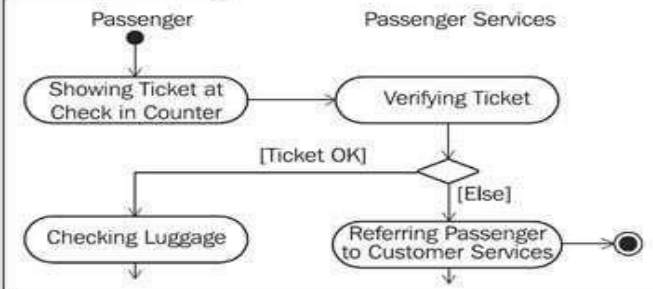 Passenger
Passenger Services
Showing Ticket at
Check in Counter
Verifying Ticket
[Ticket OK]
[Else]
Checking Luggage
Referring Passenger
to Customer Services